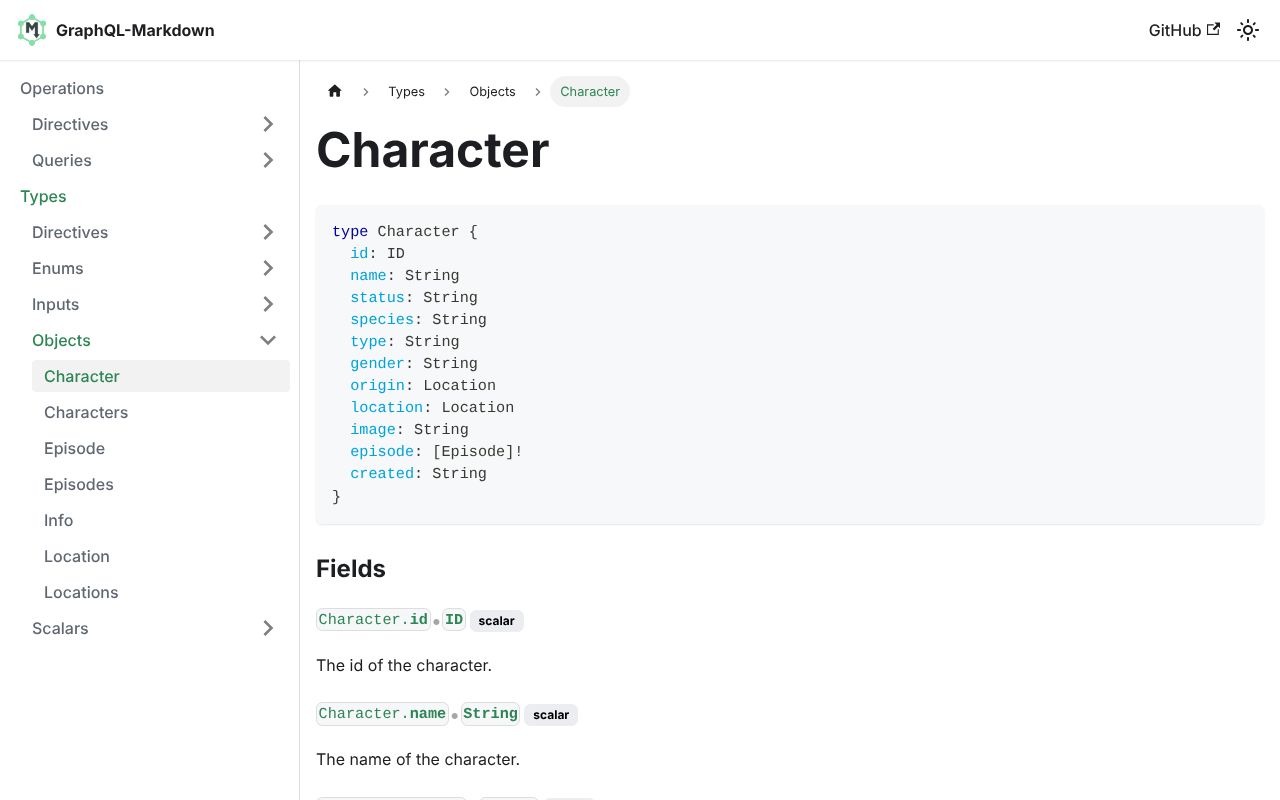 GraphQL-Markdown
GitHub
Operations
Directives
Queries
Types
Directives
Enums
Inputs
Objects
Character
Characters
Episode
Episodes
Info
Location
Locations
Scalars
Types
Objects
Character
Character
type Character {
  id: ID
  name: String
  status: String
  species: String
  type: String
  gender: String
  origin: Location
  location: Location
  image: String
  episode: [Episode]!
  created: String
}
Fields
Character.id ● ID scalar
The id of the character.
Character.name ● String scalar
The name of the character.